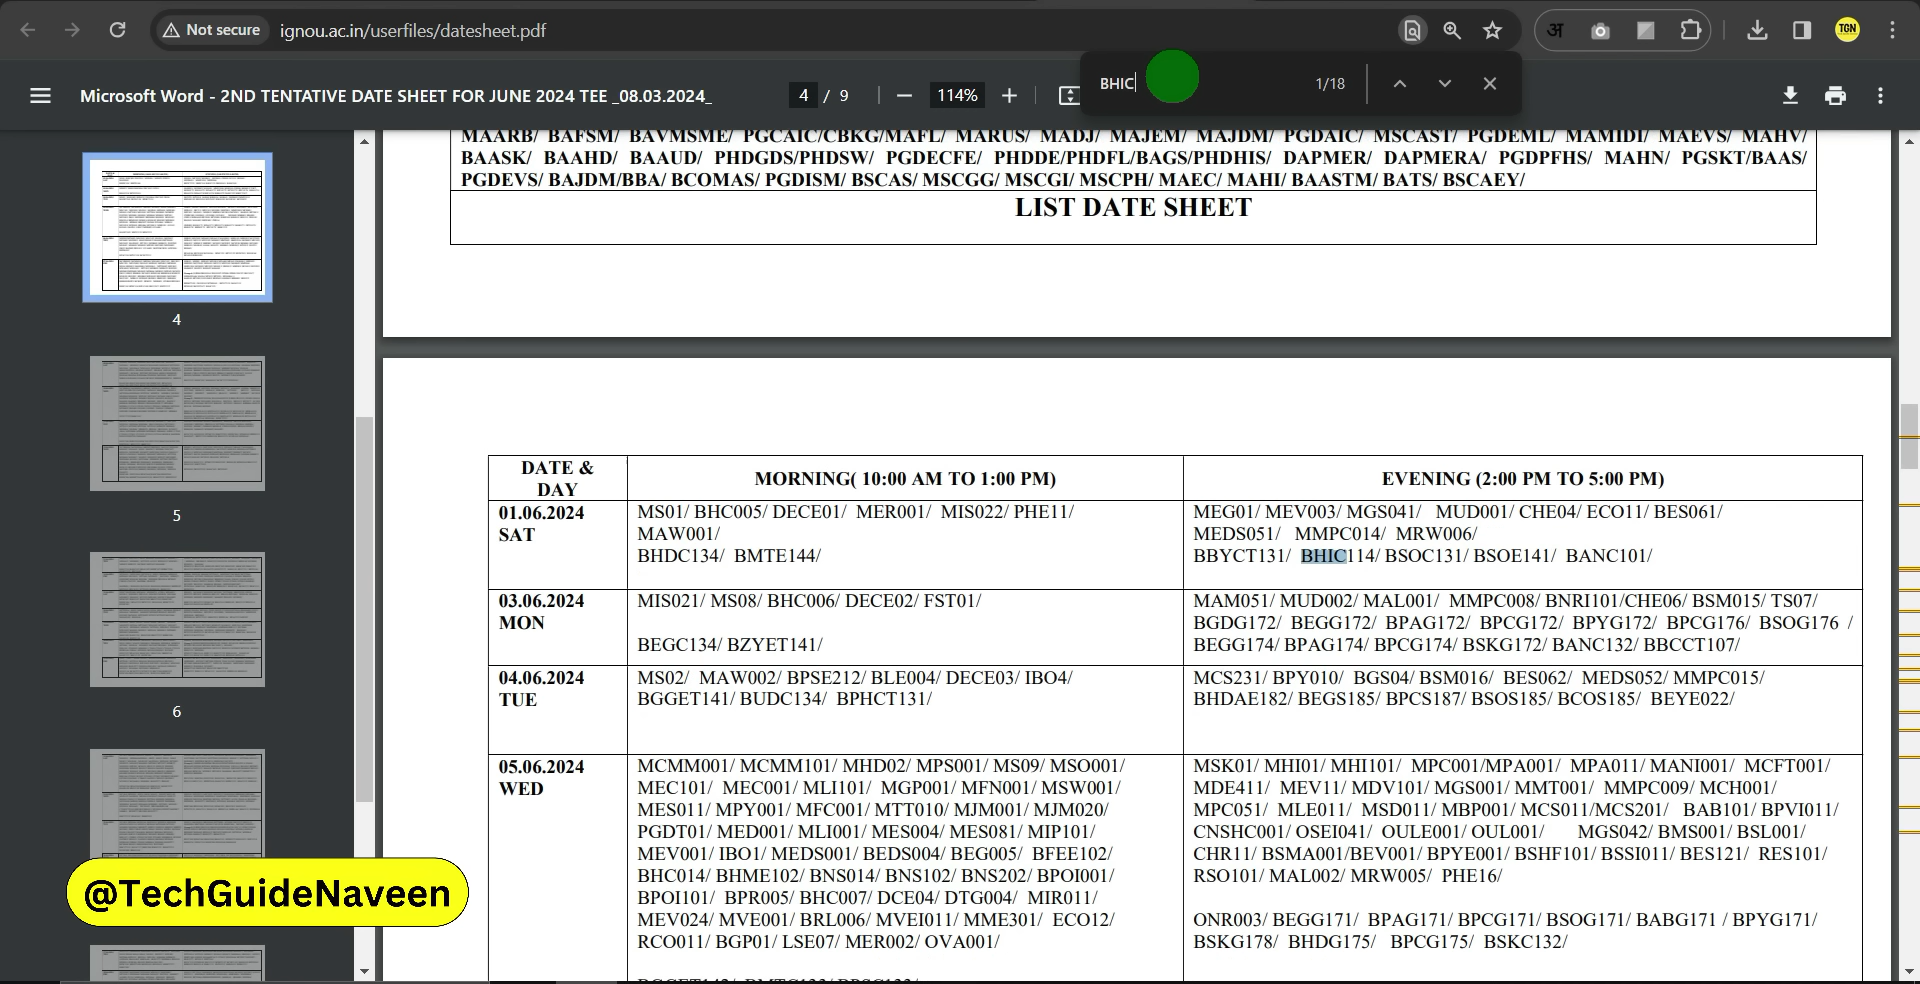 Not secure
ignou.ac.in/userfiles/datesheet.pdf
अ
TGN
Microsoft Word - 2ND TENTATIVE DATE SHEET FOR JUNE 2024 TEE _08.03.2024_
4 / 9
114%
BHIC
1/18
4
5
6
MAARB/ BAFSM/ BAVMSME/ PGCAIC/CBKG/MAFL/ MARUS/ MADJ/ MAJEM/ MAJDM/ PGDAIC/ MSCAST/ PGDEML/ MAMIDI/ MAEVS/ MAHV/
BAASK/ BAAHD/ BAAUD/ PHDGDS/PHDSW/ PGDECFE/ PHDDE/PHDFL/BAGS/PHDHIS/ DAPMER/ DAPMERA/ PGDPFHS/ MAHN/ PGSKT/BAAS/
PGDEVS/ BAJDM/BBA/ BCOMAS/ PGDISM/ BSCAS/ MSCGG/ MSCGI/ MSCPH/ MAEC/ MAHI/ BAASTM/ BATS/ BSCAEY/
LIST DATE SHEET
DATE &
DAY
MORNING( 10:00 AM TO 1:00 PM)
EVENING (2:00 PM TO 5:00 PM)
01.06.2024
SAT
MS01/ BHC005/ DECE01/ MER001/ MIS022/ PHE11/
MAW001/
BHDC134/ BMTE144/
MEG01/ MEV003/ MGS041/ MUD001/ CHE04/ ECO11/ BES061/
MEDS051/ MMPC014/ MRW006/
BBYCT131/ BHIC114/ BSOC131/ BSOE141/ BANC101/
03.06.2024
MON
MIS021/ MS08/ BHC006/ DECE02/ FST01/
BEGC134/ BZYET141/
MAM051/ MUD002/ MAL001/ MMPC008/ BNRI101/CHE06/ BSM015/ TS07/
BGDG172/ BEGG172/ BPAG172/ BPCG172/ BPYG172/ BPCG176/ BSOG176 /
BEGG174/ BPAG174/ BPCG174/ BSKG172/ BANC132/ BBCCT107/
04.06.2024
TUE
MS02/ MAW002/ BPSE212/ BLE004/ DECE03/ IBO4/
BGGET141/ BUDC134/ BPHCT131/
MCS231/ BPY010/ BGS04/ BSM016/ BES062/ MEDS052/ MMPC015/
BHDAE182/ BEGS185/ BPCS187/ BSOS185/ BCOS185/ BEYE022/
05.06.2024
WED
MCMM001/ MCMM101/ MHD02/ MPS001/ MS09/ MSO001/
MEC101/ MEC001/ MLI101/ MGP001/ MFN001/ MSW001/
MES011/ MPY001/ MFC001/ MTT010/ MJM001/ MJM020/
PGDT01/ MED001/ MLI001/ MES004/ MES081/ MIP101/
MEV001/ IBO1/ MEDS001/ BEDS004/ BEG005/ BFEE102/
BHC014/ BHME102/ BNS014/ BNS102/ BNS202/ BPOI001/
BPOI101/ BPR005/ BHC007/ DCE04/ DTG004/ MIR011/
MEV024/ MVE001/ BRL006/ MVEI011/ MME301/ ECO12/
RCO011/ BGP01/ LSE07/ MER002/ OVA001/
MSK01/ MHI01/ MHI101/ MPC001/MPA001/ MPA011/ MANI001/ MCFT001/
MDE411/ MEV11/ MDV101/ MGS001/ MMT001/ MMPC009/ MCH001/
MPC051/ MLE011/ MSD011/ MBP001/ MCS011/MCS201/ BAB101/ BPVI011/
CNSHC001/ OSEI041/ OULE001/ OUL001/ MGS042/ BMS001/ BSL001/
CHR11/ BSMA001/BEV001/ BPYE001/ BSHF101/ BSSI011/ BES121/ RES101/
RSO101/ MAL002/ MRW005/ PHE16/
ONR003/ BEGG171/ BPAG171/ BPCG171/ BSOG171/ BABG171 / BPYG171/
BSKG178/ BHDG175/ BPCG175/ BSKC132/
@TechGuideNaveen